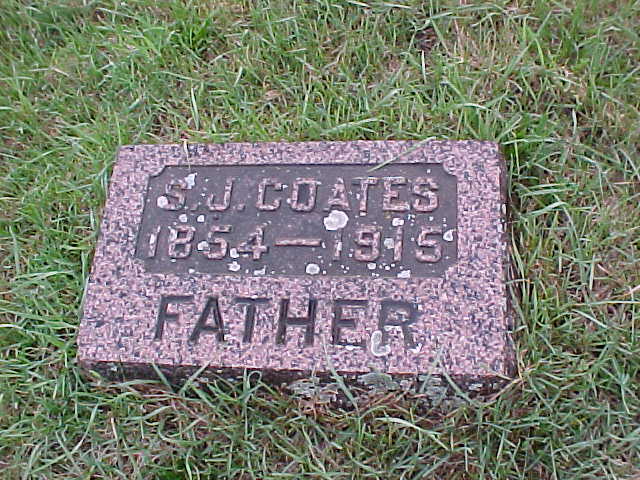 S. J. COATES
1854—1915
FATHER